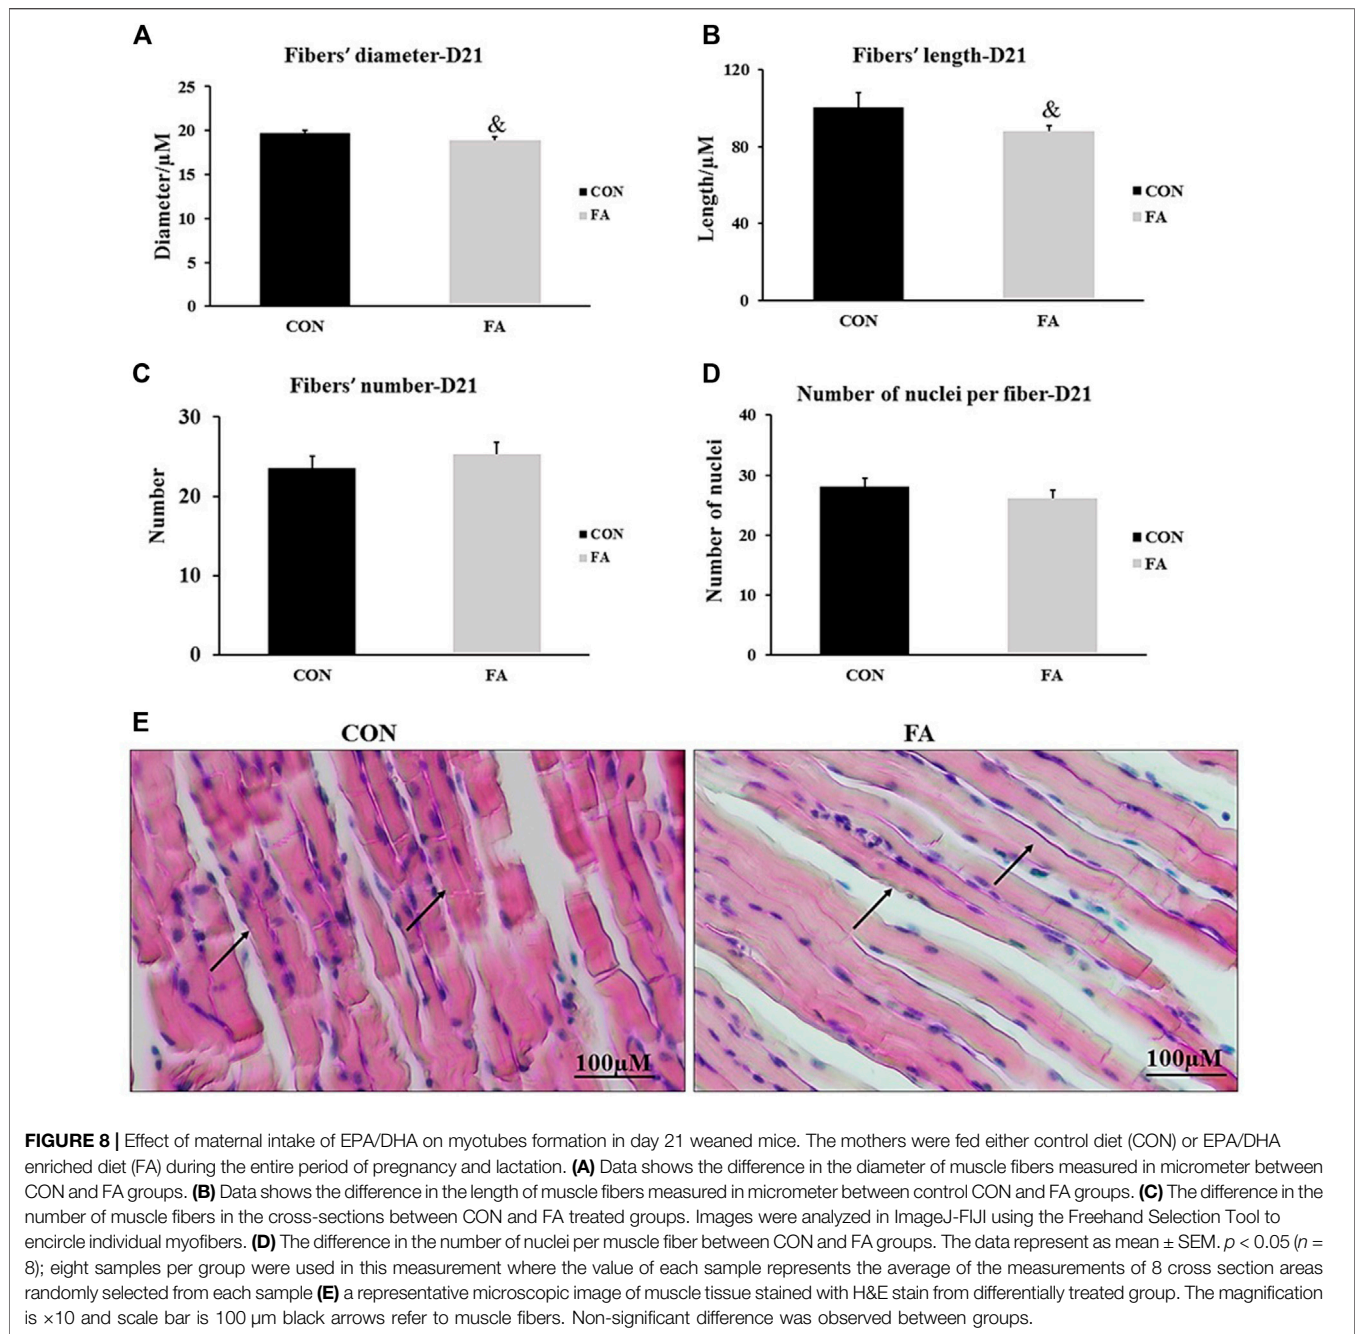 A
Fibers' diameter-D21
25
20
15
10
5
0
Diameter/µM
&
CON
FA
CON
FA
B
Fibers' length-D21
120
80
40
0
Length/µM
&
CON
FA
CON
FA
C
Fibers' number-D21
30
20
10
0
Number
CON
FA
CON
FA
D
Number of nuclei per fiber-D21
40
30
20
10
0
Number of nuclei
CON
FA
CON
FA
E
CON
FA
100µM
100µM
FIGURE 8 | Effect of maternal intake of EPA/DHA on myotubes formation in day 21 weaned mice. The mothers were fed either control diet (CON) or EPA/DHA
enriched diet (FA) during the entire period of pregnancy and lactation. (A) Data shows the difference in the diameter of muscle fibers measured in micrometer between
CON and FA groups. (B) Data shows the difference in the length of muscle fibers measured in micrometer between control CON and FA groups. (C) The difference in the
number of muscle fibers in the cross-sections between CON and FA treated groups. Images were analyzed in ImageJ-FIJI using the Freehand Selection Tool to
encircle individual myofibers. (D) The difference in the number of nuclei per muscle fiber between CON and FA groups. The data represent as mean ± SEM. p < 0.05 (n =
8); eight samples per group were used in this measurement where the value of each sample represents the average of the measurements of 8 cross section areas
randomly selected from each sample (E) a representative microscopic image of muscle tissue stained with H&E stain from differentially treated group. The magnification
is ×10 and scale bar is 100 µm black arrows refer to muscle fibers. Non-significant difference was observed between groups.